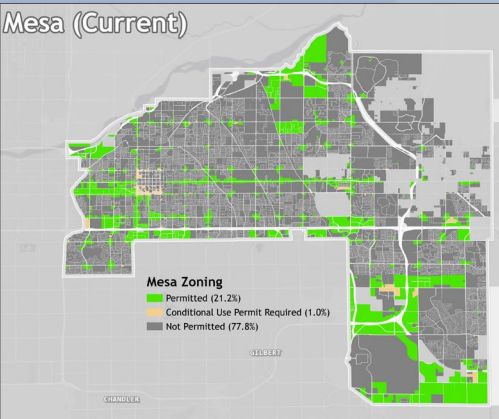 Mesa (Current)
Mesa Zoning
Permitted (21.2%)
Conditional Use Permit Required (1.0%)
Not Permitted (77.8%)
GILBERT
CHANDLER